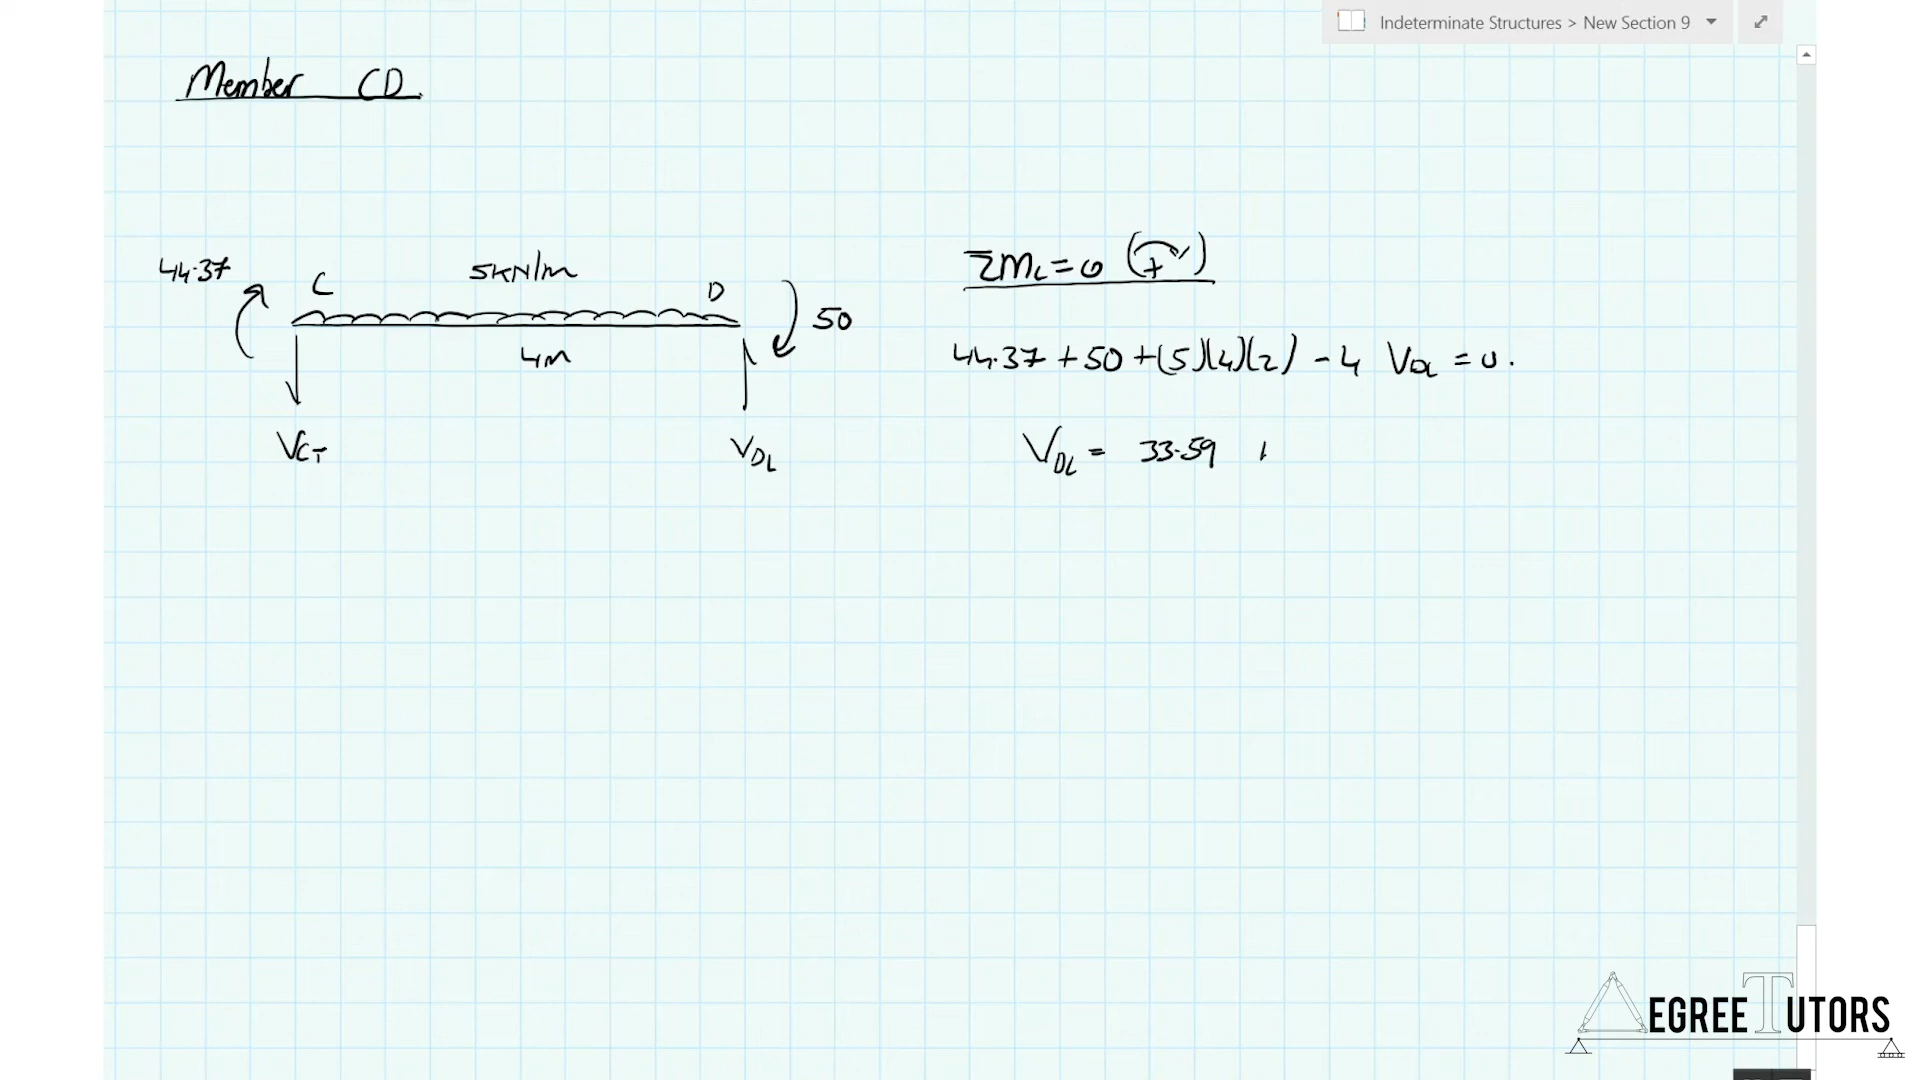 Indeterminate Structures > New Section 9
Member CD
44.37
C
5kN/m
D
50
4m
VCT
VDL
ΣMC=0 (+)
44.37 + 50 + (5)(4)(2) - 4 VDL = 0.
VDL = 33.59
EGREE TUTORS